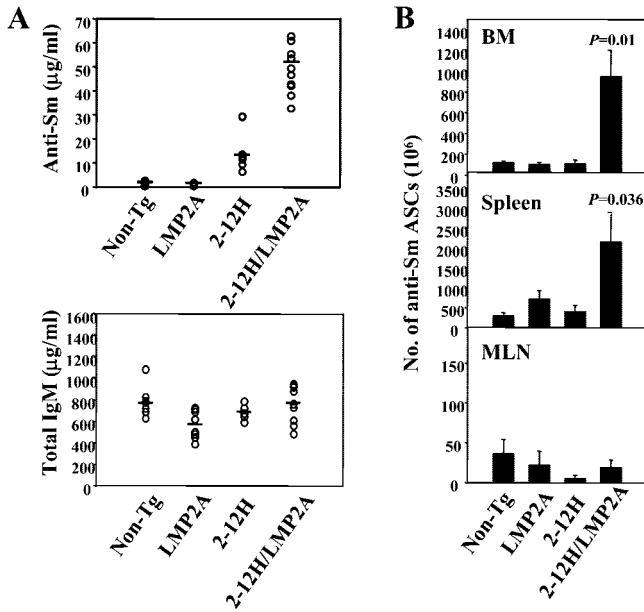 A
Anti-Sm (µg/ml)
70
60
50
40
30
20
10
0
Non-Tg
LMP2A
2-12H
2-12H/LMP2A
Total IgM (µg/ml)
1600
1400
1200
1000
800
600
400
200
0
Non-Tg
LMP2A
2-12H
2-12H/LMP2A
B
No. of anti-Sm ASCs (10⁶)
BM
P=0.01
1400
1200
1000
800
600
400
200
0
Spleen
P=0.036
3500
3000
2500
2000
1500
1000
500
0
MLN
150
100
50
0
Non-Tg
LMP2A
2-12H
2-12H/LMP2A